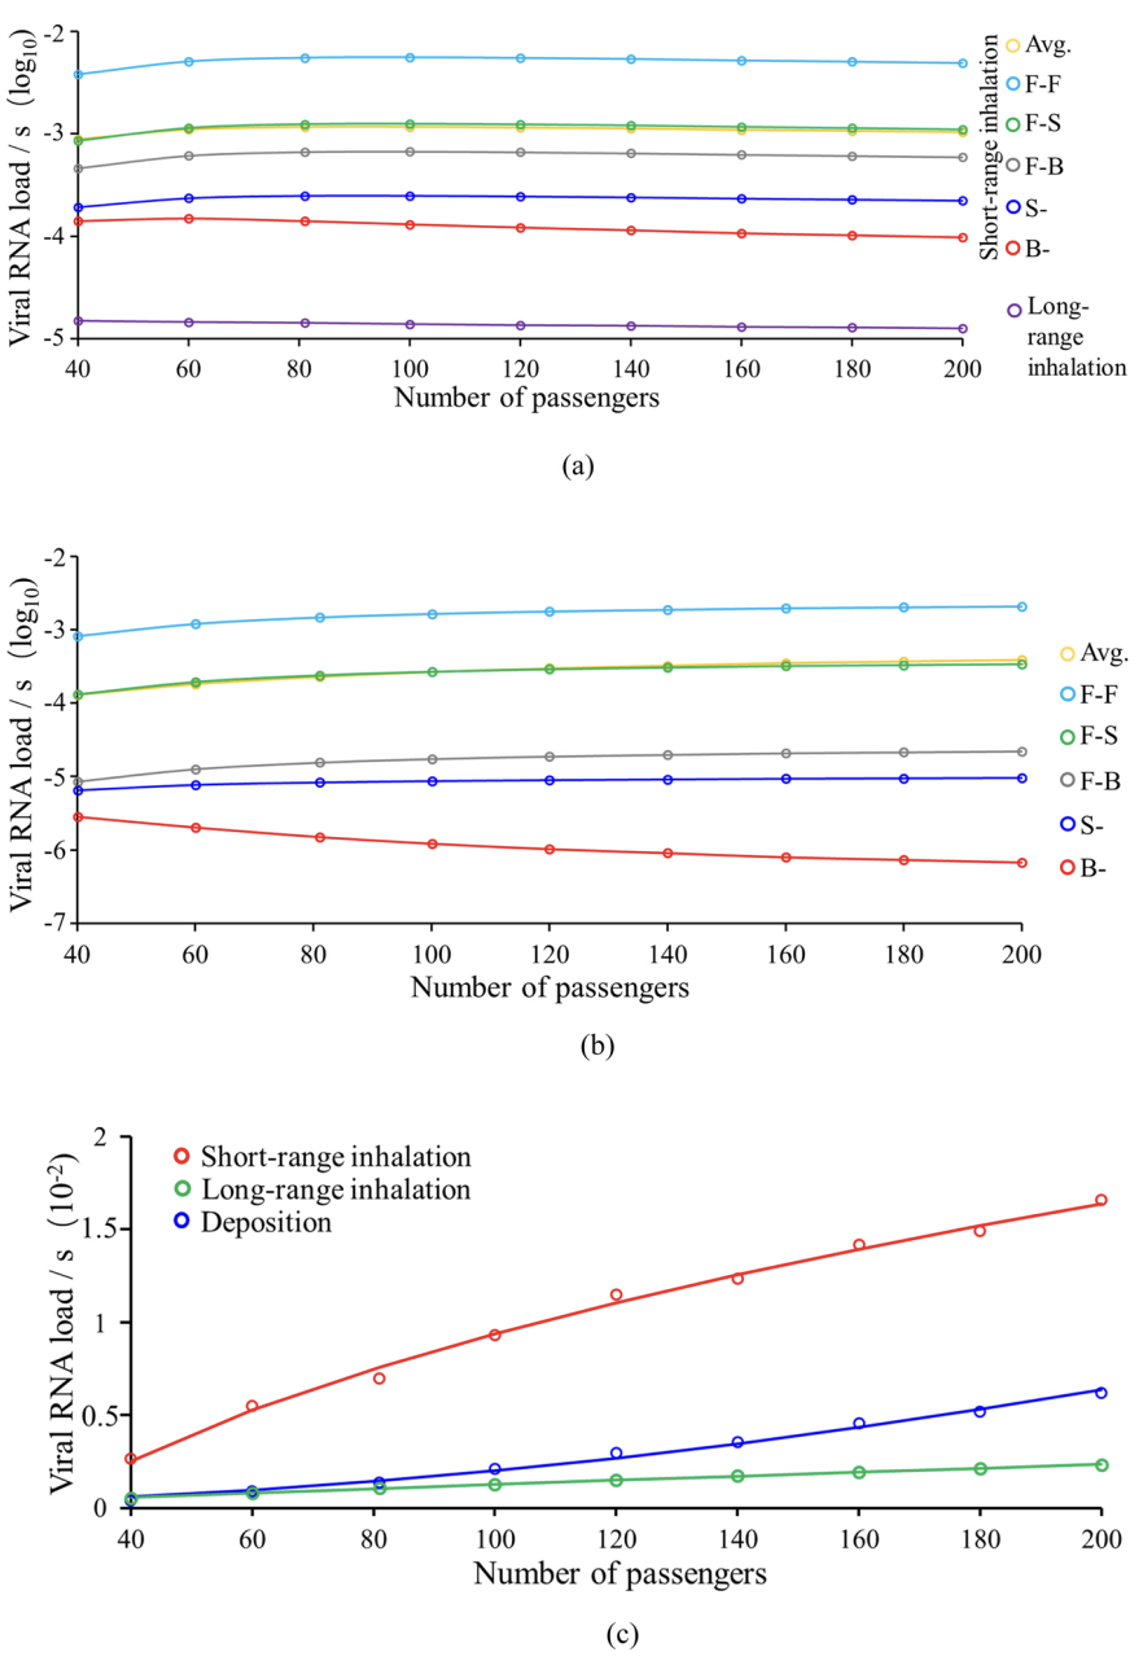 Viral RNA load / s (log10)
-2
-3
-4
-5
40 60 80 100 120 140 160 180 200
Number of passengers
Short-range inhalation
Avg.
F-F
F-S
F-B
S-
B-
Long-
range
inhalation
(a)
Viral RNA load / s (log10)
-2
-3
-4
-5
-6
-7
40 60 80 100 120 140 160 180 200
Number of passengers
Avg.
F-F
F-S
F-B
S-
B-
(b)
Viral RNA load / s (10-2)
2
1.5
1
0.5
0
Short-range inhalation
Long-range inhalation
Deposition
40 60 80 100 120 140 160 180 200
Number of passengers
(c)